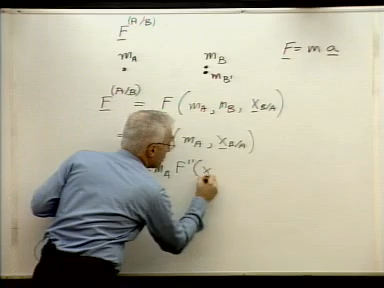 F^(A/B)
m_A m_B F = m a
m_B'
F^(A/B) = F ( m_A , m_B , x_B/A )
= ( m_A , x_B/A )
m_A F'' ( x